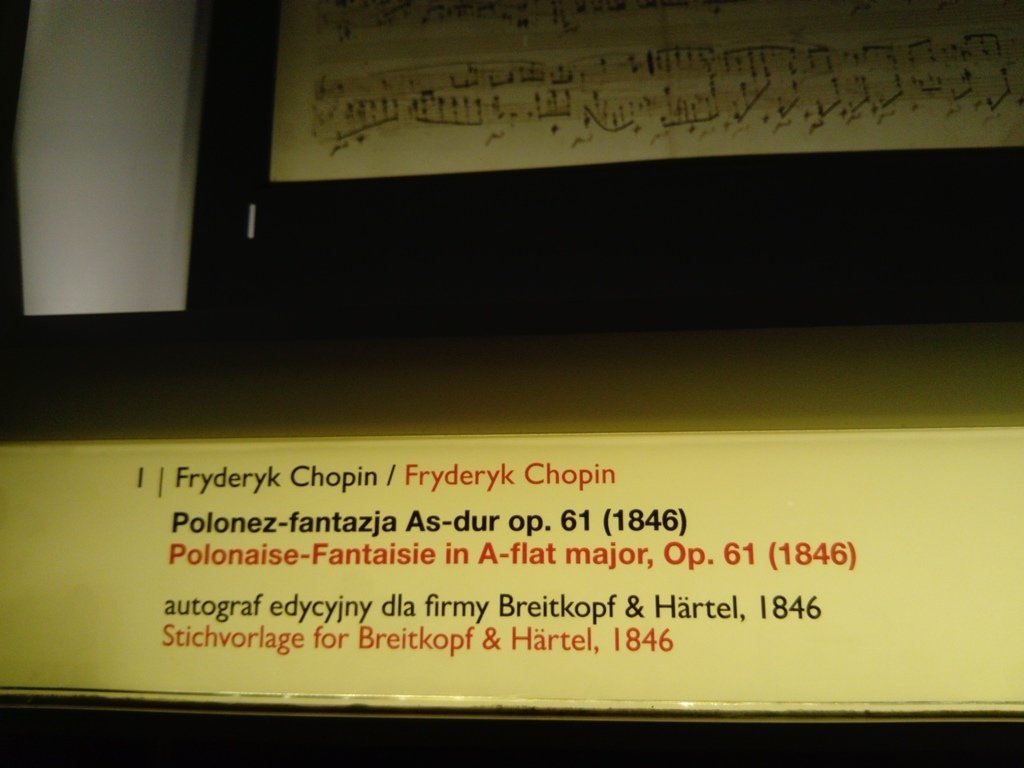 1 | Fryderyk Chopin / Fryderyk Chopin
Polonez-fantazja As-dur op. 61 (1846)
Polonaise-Fantaisie in A-flat major, Op. 61 (1846)
autograf edycyjny dla firmy Breitkopf & Härtel, 1846
Stichvorlage for Breitkopf & Härtel, 1846